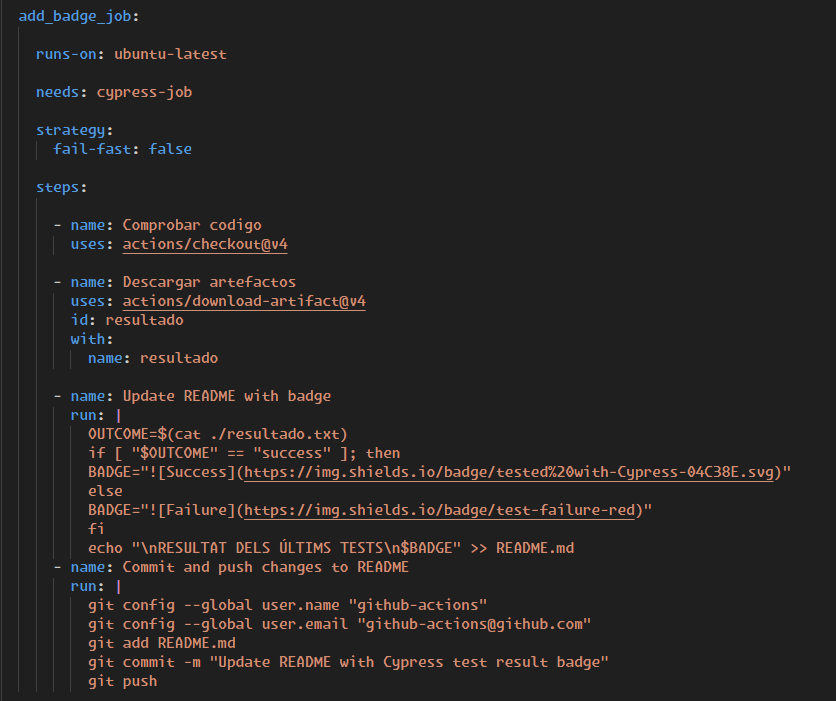 add_badge_job:
runs-on: ubuntu-latest
needs: cypress-job
strategy:
fail-fast: false
steps:
- name: Comprobar codigo
uses: actions/checkout@v4
- name: Descargar artefactos
uses: actions/download-artifact@v4
id: resultado
with:
name: resultado
- name: Update README with badge
run: |
OUTCOME=$(cat ./resultado.txt)
if [ "$OUTCOME" == "success" ]; then
BADGE="![Success](https://img.shields.io/badge/tested%20with-Cypress-04C38E.svg)"
else
BADGE="![Failure](https://img.shields.io/badge/test-failure-red)"
fi
echo "\nRESULTAT DELS ÚLTIMS TESTS\n$BADGE" >> README.md
- name: Commit and push changes to README
run: |
git config --global user.name "github-actions"
git config --global user.email "github-actions@github.com"
git add README.md
git commit -m "Update README with Cypress test result badge"
git push